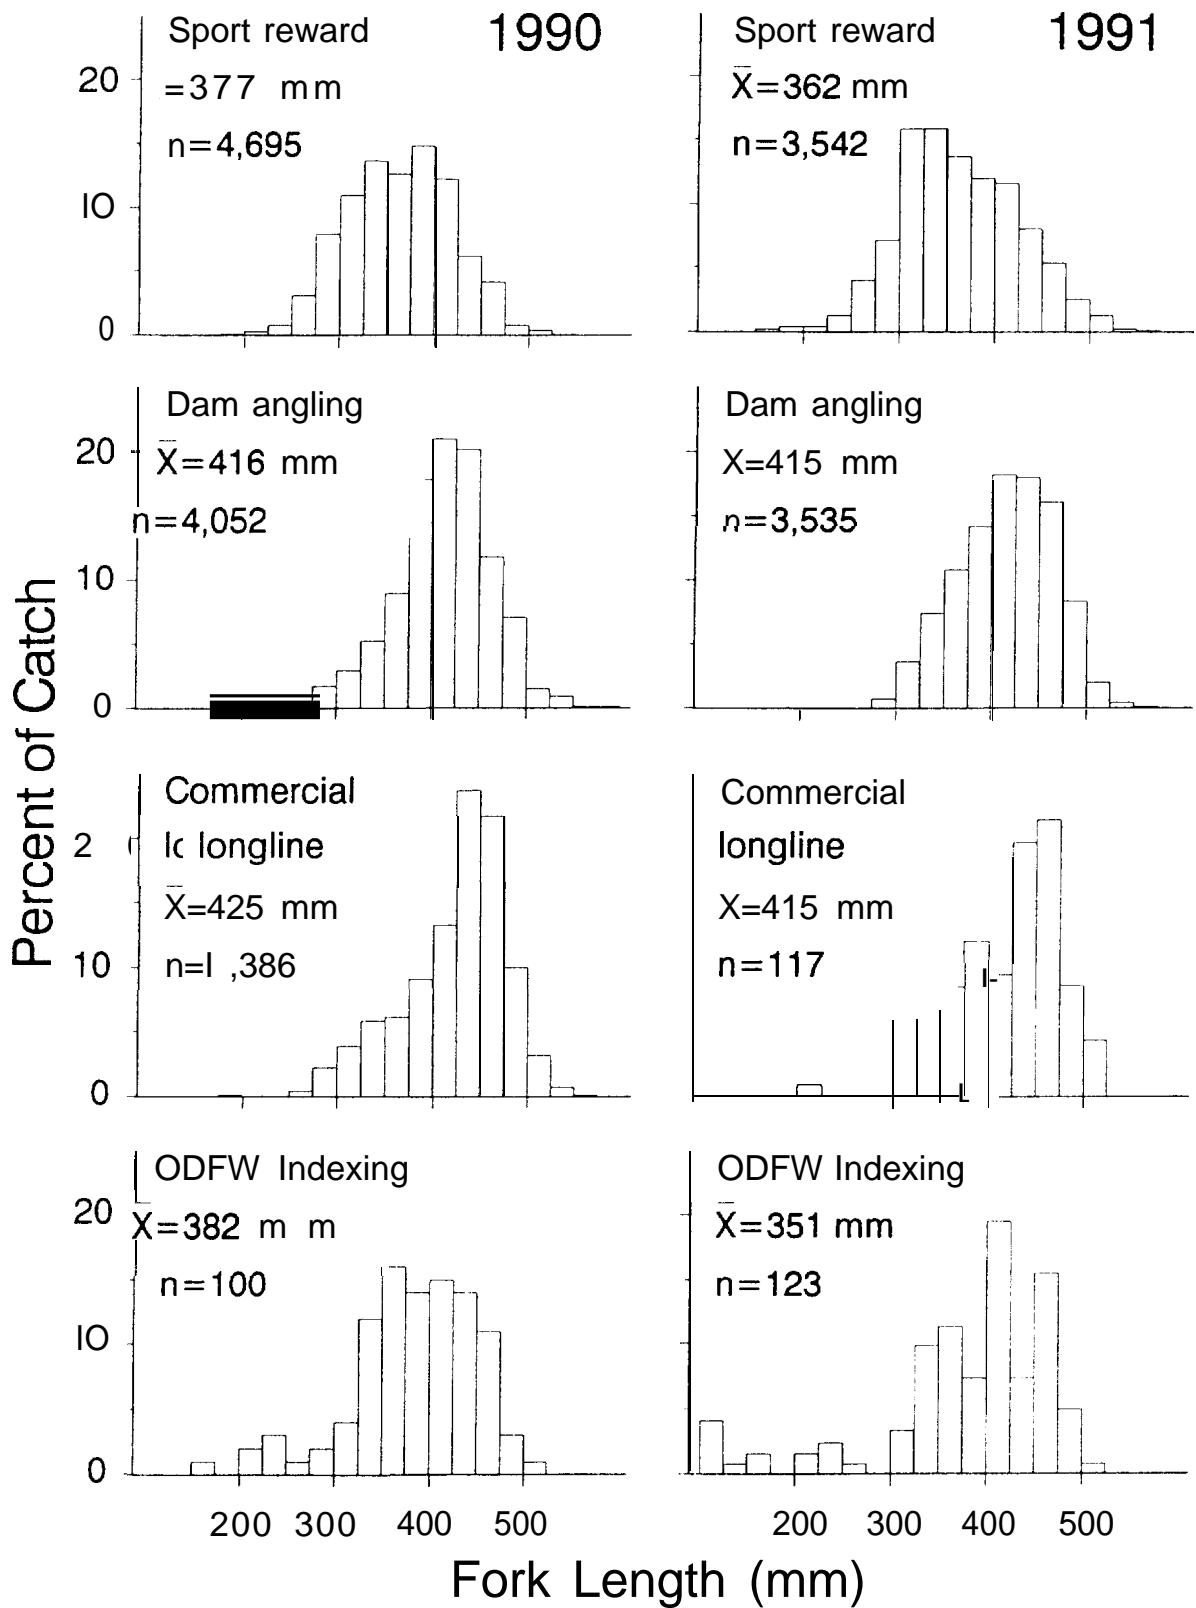 Sport reward 1990
=377 mm
n=4,695
20
IO
0
Sport reward 1991
X̄=362 mm
n=3,542
Dam angling
X̄=416 mm
n=4,052
20
10
0
Dam angling
X=415 mm
n=3,535
Commercial
lc longline
X̄=425 mm
n=I ,386
2 0
10
0
Commercial
longline
X=415 mm
n=117
ODFW Indexing
X̄=382 m m
n=100
20
IO
0
ODFW Indexing
X̄=351 mm
n=123
Percent of Catch
200 300 400 500
200 300 400 500
Fork Length (mm)